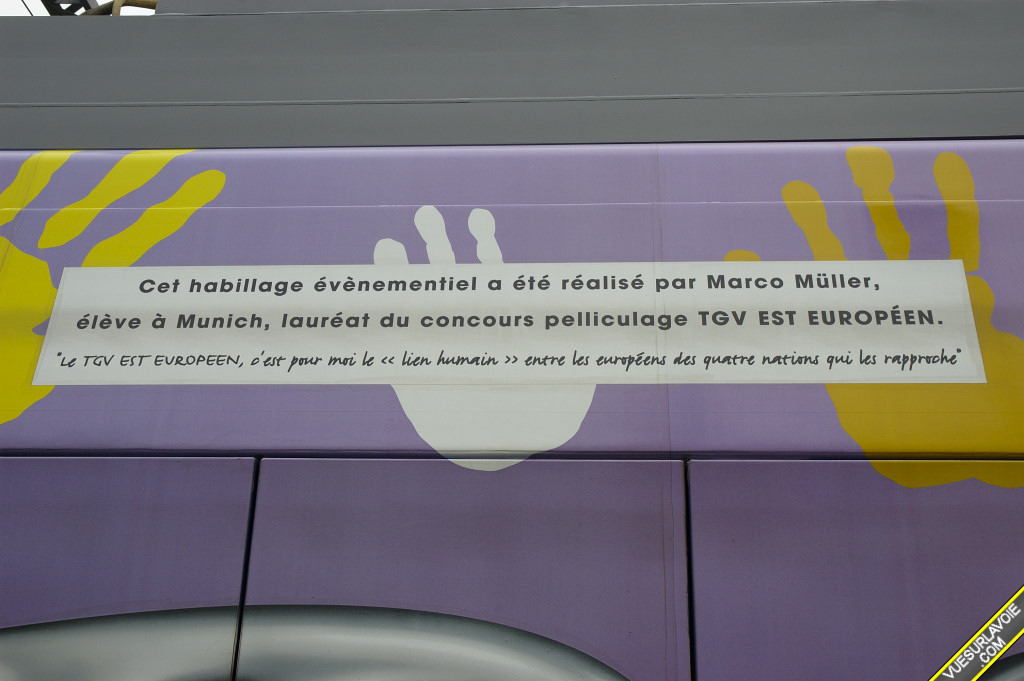 Cet habillage évènementiel a été réalisé par Marco Müller,
élève à Munich, lauréat du concours pelliculage TGV EST EUROPÉEN.
"Le TGV EST EUROPEEN, c'est pour moi le << lien humain >> entre les européens des quatre nations qui les rapproche"
VUESURLAVOIE
.COM